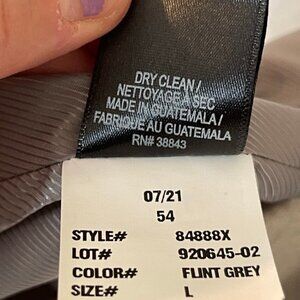 DRY CLEAN/
NETTOYAGE A SEC
MADE IN GUATEMALA/
FABRIQUE AU GUATEMALA
RN# 38843
07/21
54
STYLE# 84888X
LOT# 920645-02
COLOR# FLINT GREY
SIZE# L